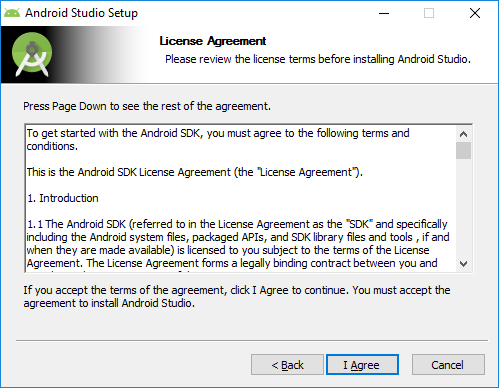 Android Studio Setup
License Agreement
Please review the license terms before installing Android Studio.
Press Page Down to see the rest of the agreement.
To get started with the Android SDK, you must agree to the following terms and
conditions.
This is the Android SDK License Agreement (the "License Agreement").
1. Introduction
1.1 The Android SDK (referred to in the License Agreement as the "SDK" and specifically
including the Android system files, packaged APIs, and SDK library files and tools , if and
when they are made available) is licensed to you subject to the terms of the License
Agreement. The License Agreement forms a legally binding contract between you and
If you accept the terms of the agreement, click I Agree to continue. You must accept the
agreement to install Android Studio.
< Back
I Agree
Cancel